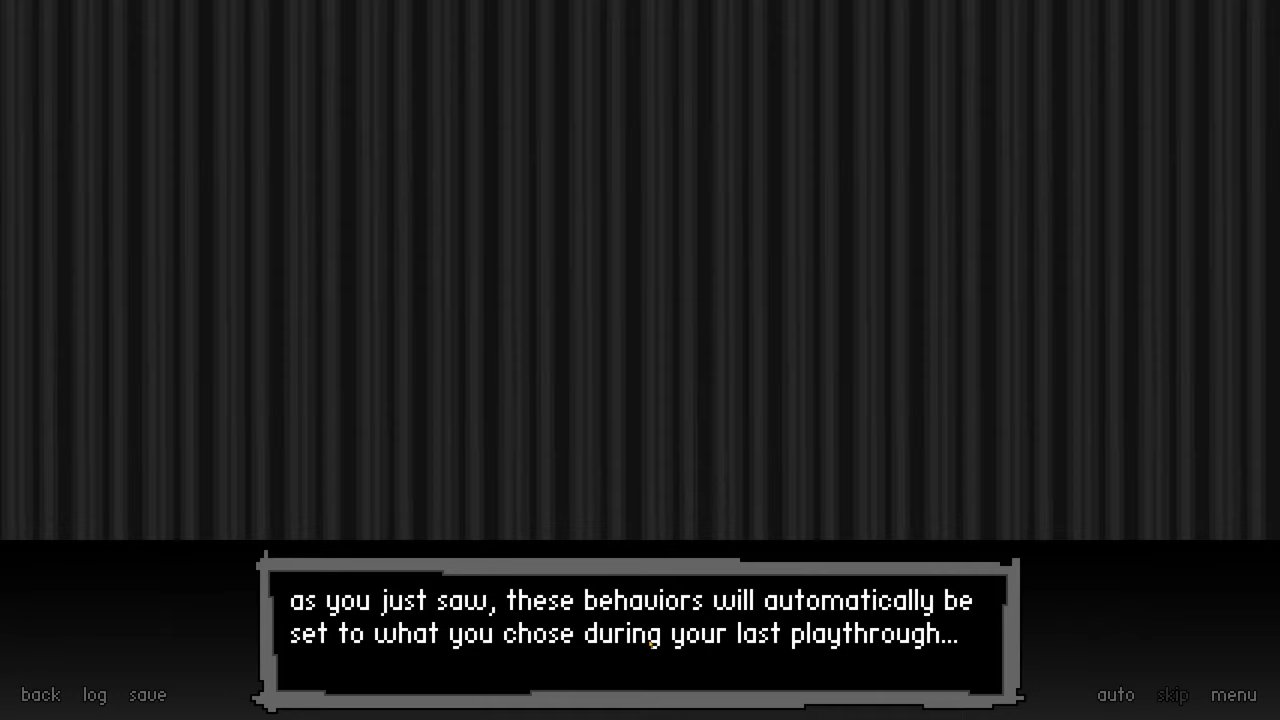 as you just saw, these behaviors will automatically be
set to what you chose during your last playthrough...
back log save
auto skip menu